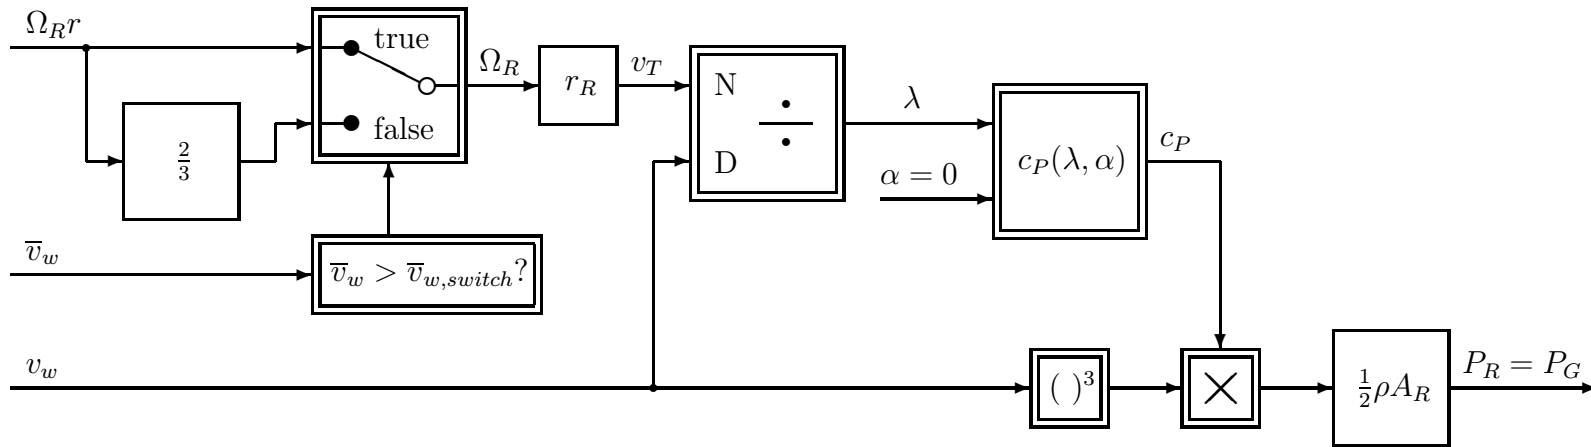 Ω_R r
true
false
Ω_R
r_R
v_T
N
D
λ
α = 0
c_P(λ, α)
c_P
2/3
v̅_w
v̅_w > v̅_{w,switch}?
v_w
( )³
×
½ρA_R
P_R = P_G